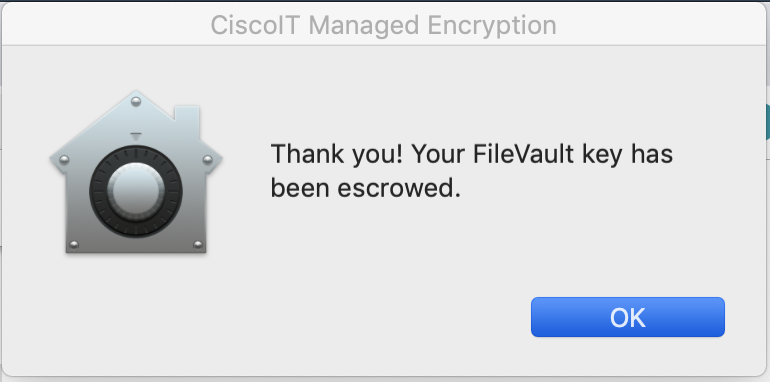 CiscoIT Managed Encryption
Thank you! Your FileVault key has
been escrowed.
OK